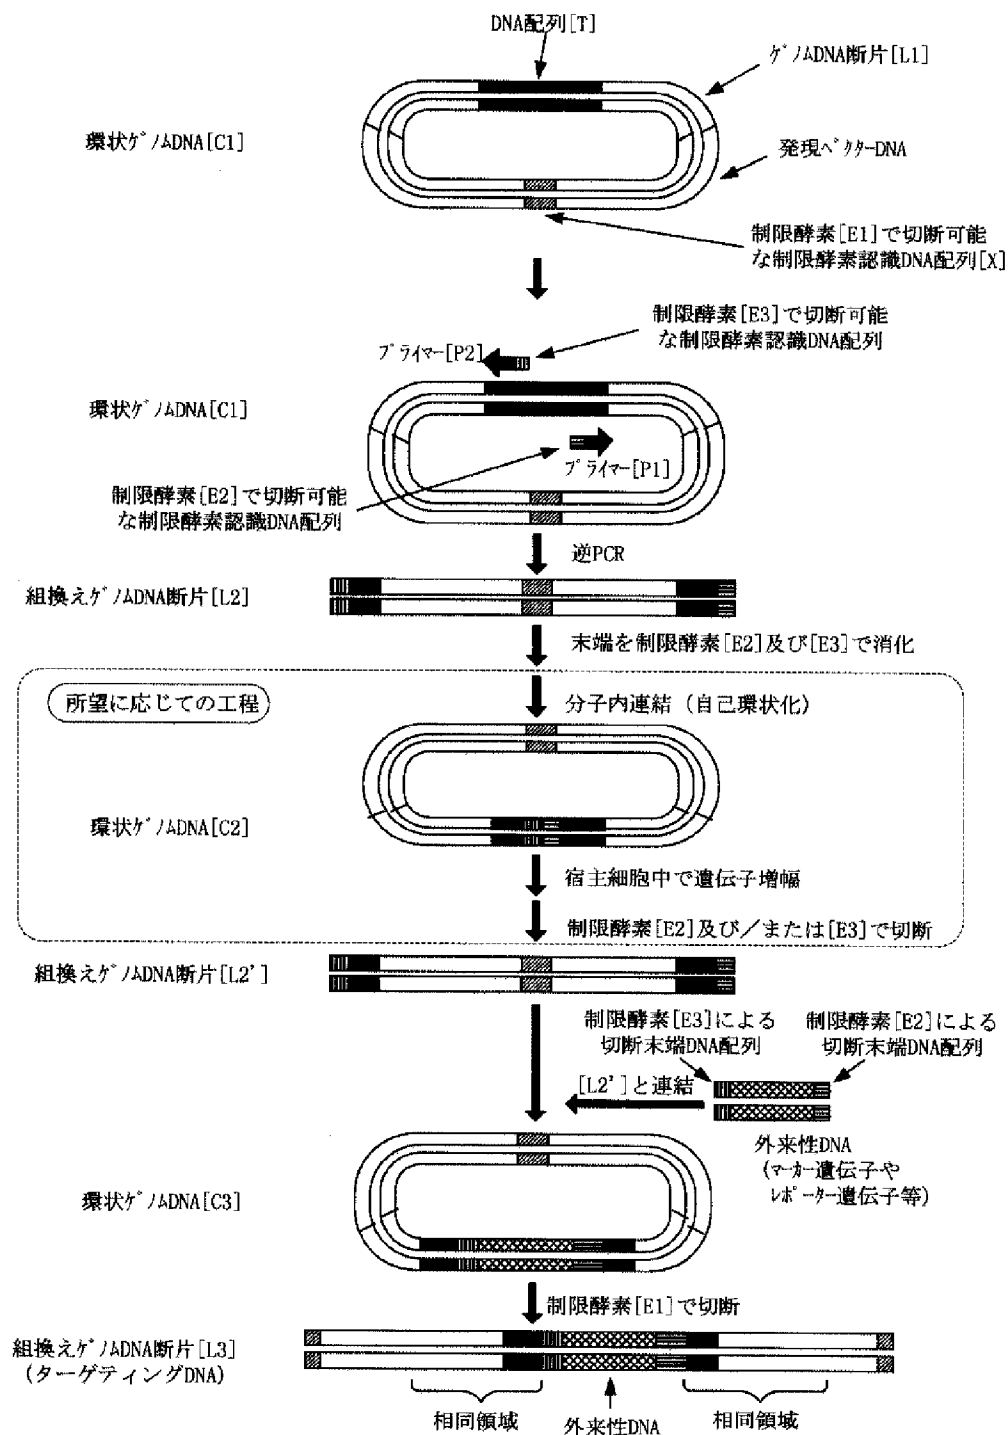 DNA配列[T]
ｹﾞﾉﾑDNA断片[L1]
環状ｹﾞﾉﾑDNA[C1]
発現ﾍﾞｸﾀｰDNA
制限酵素[E1]で切断可能
な制限酵素認識DNA配列[X]
制限酵素[E3]で切断可能
な制限酵素認識DNA配列
ﾌﾟﾗｲﾏｰ[P2]
環状ｹﾞﾉﾑDNA[C1]
ﾌﾟﾗｲﾏｰ[P1]
制限酵素[E2]で切断可能
な制限酵素認識DNA配列
逆PCR
組換えｹﾞﾉﾑDNA断片[L2]
末端を制限酵素[E2]及び[E3]で消化
所望に応じての工程
分子内連結（自己環状化）
環状ｹﾞﾉﾑDNA[C2]
宿主細胞中で遺伝子増幅
制限酵素[E2]及び／または[E3]で切断
組換えｹﾞﾉﾑDNA断片[L2']
制限酵素[E3]による
切断末端DNA配列
制限酵素[E2]による
切断末端DNA配列
[L2']と連結
外来性DNA
(ﾏｰｶｰ遺伝子や
ﾚﾎﾟｰﾀｰ遺伝子等)
環状ｹﾞﾉﾑDNA[C3]
制限酵素[E1]で切断
組換えｹﾞﾉﾑDNA断片[L3]
(ターゲティングDNA)
相同領域
外来性DNA
相同領域